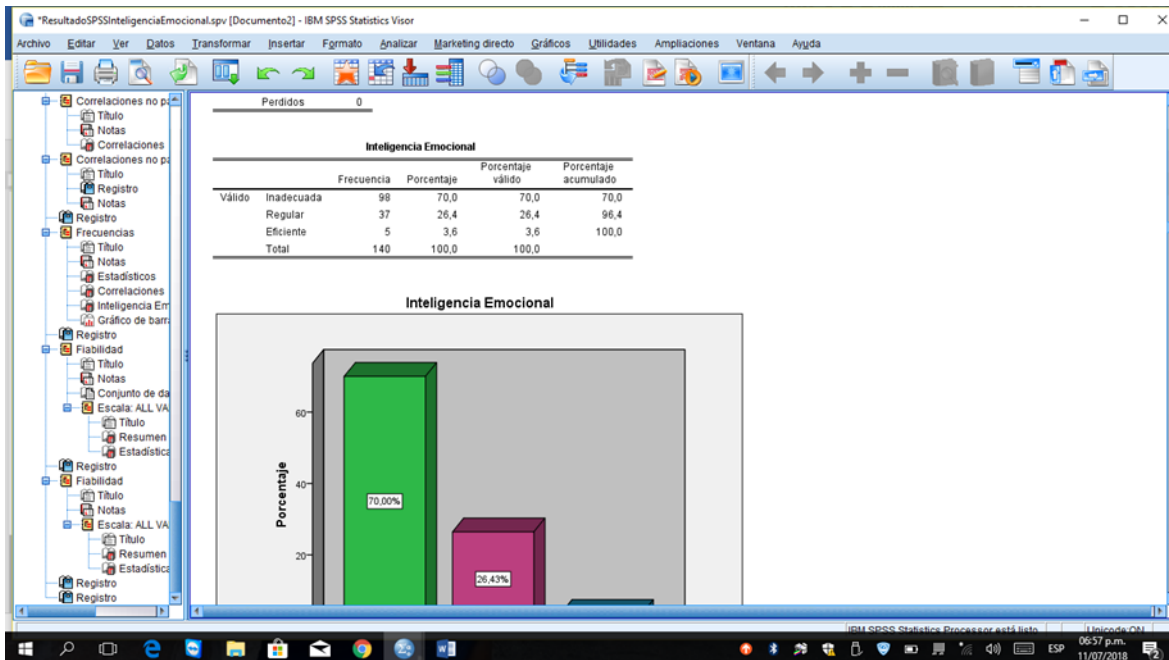 *ResultadoSPSSInteligenciaEmocional.spv [Documento2] - IBM SPSS Statistics Visor
Archivo Editar Ver Datos Transformar Insertar Formato Analizar Marketing directo Gráficos Utilidades Ampliaciones Ventana Ayuda
Correlaciones no pa
Título
Notas
Correlaciones
Correlaciones no pa
Título
Registro
Notas
Registro
Frecuencias
Título
Notas
Estadísticos
Correlaciones
Inteligencia Em
Gráfico de barra
Registro
Fiabilidad
Título
Notas
Conjunto de da
Escala: ALL VA
Título
Resumen
Estadística
Registro
Fiabilidad
Título
Notas
Escala: ALL VA
Título
Resumen
Estadística
Registro
Registro
Perdidos 0
Inteligencia Emocional
Frecuencia Porcentaje Porcentaje válido Porcentaje acumulado
Válido Inadecuada 98 70,0 70,0 70,0
Regular 37 26,4 26,4 96,4
Eficiente 5 3,6 3,6 100,0
Total 140 100,0 100,0
Inteligencia Emocional
Porcentaje
60
40
20
70,00%
26,43%
IBM SPSS Statistics Processor está listo Unicode:ON
ESP
06:57 p.m.
11/07/2018